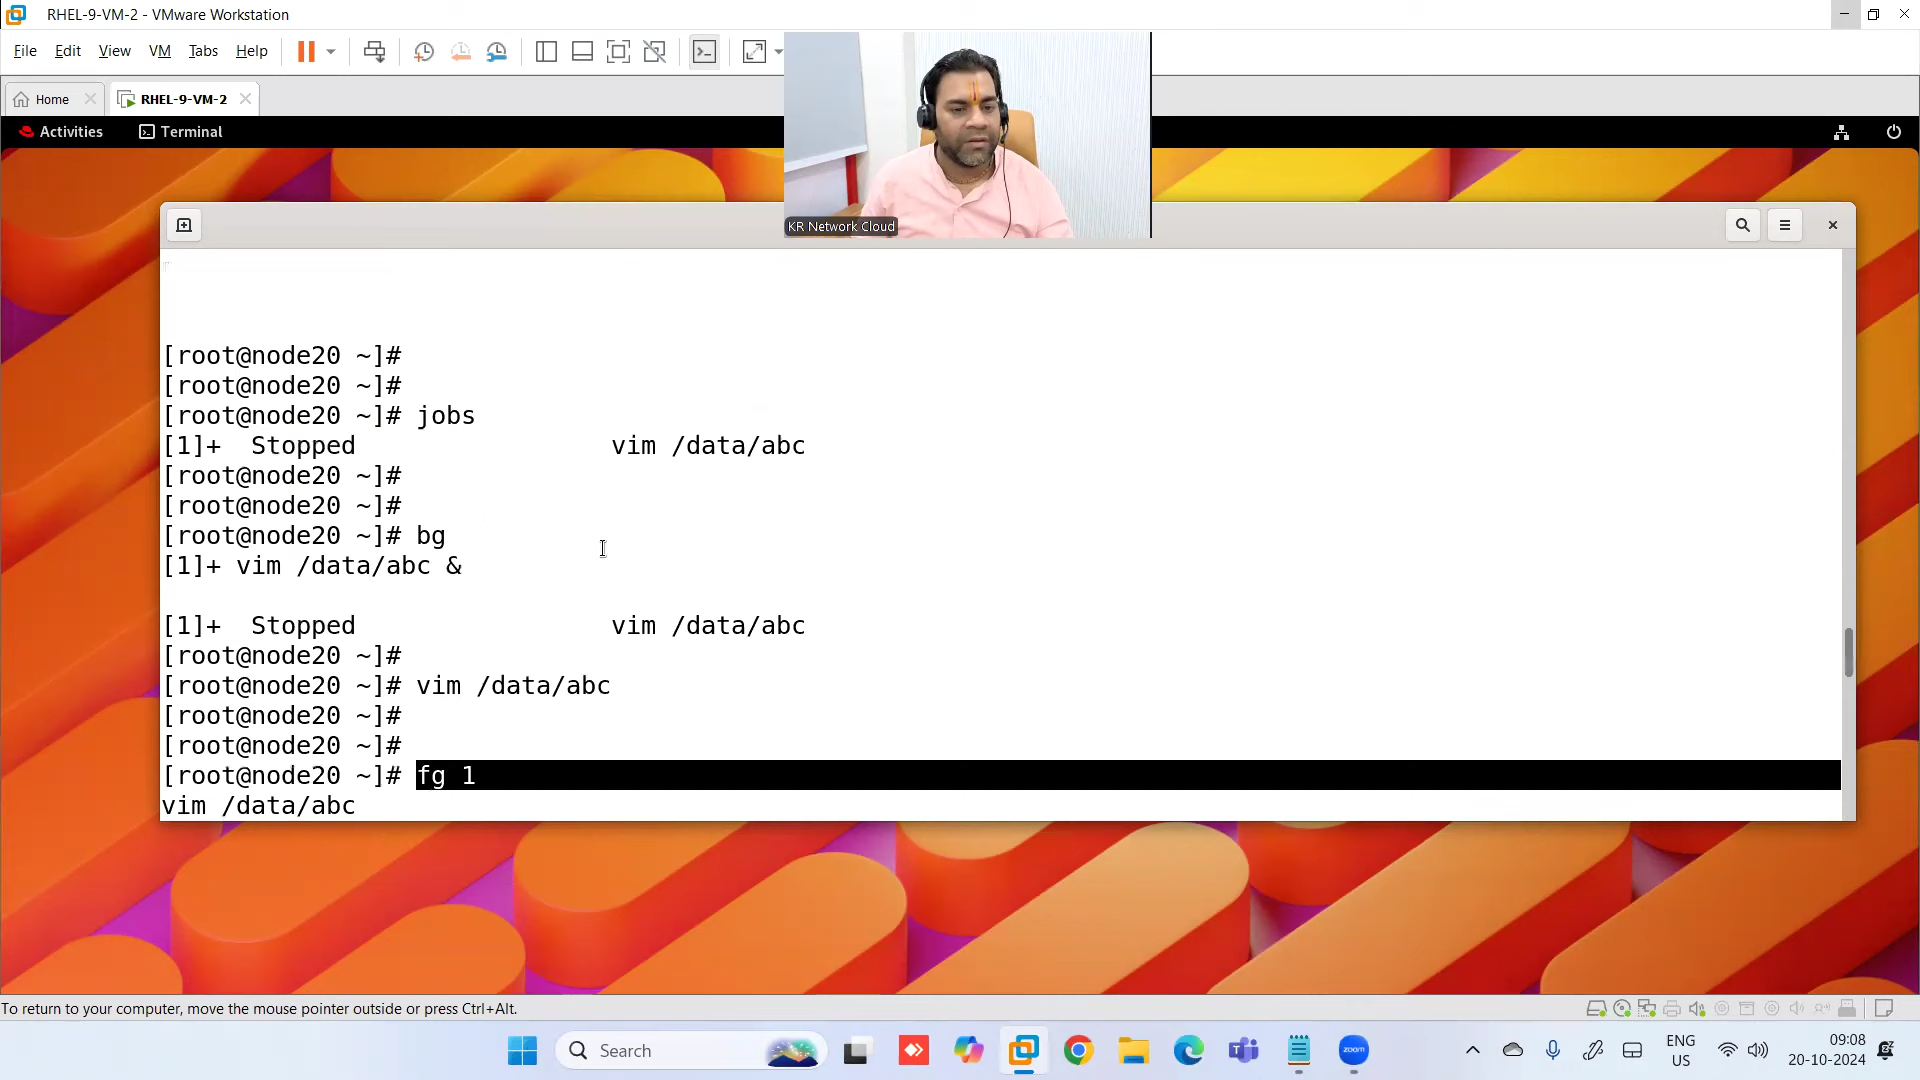 RHEL-9-VM-2 - VMware Workstation
File Edit View VM Tabs Help
Home RHEL-9-VM-2
Activities Terminal
KR Network Cloud
[root@node20 ~]#
[root@node20 ~]#
[root@node20 ~]# jobs
[1]+  Stopped                 vim /data/abc
[root@node20 ~]#
[root@node20 ~]#
[root@node20 ~]# bg
[1]+ vim /data/abc &
[1]+  Stopped                 vim /data/abc
[root@node20 ~]#
[root@node20 ~]# vim /data/abc
[root@node20 ~]#
[root@node20 ~]#
[root@node20 ~]# fg 1
vim /data/abc
To return to your computer, move the mouse pointer outside or press Ctrl+Alt.
Search
zoom
ENG
US
09:08
20-10-2024